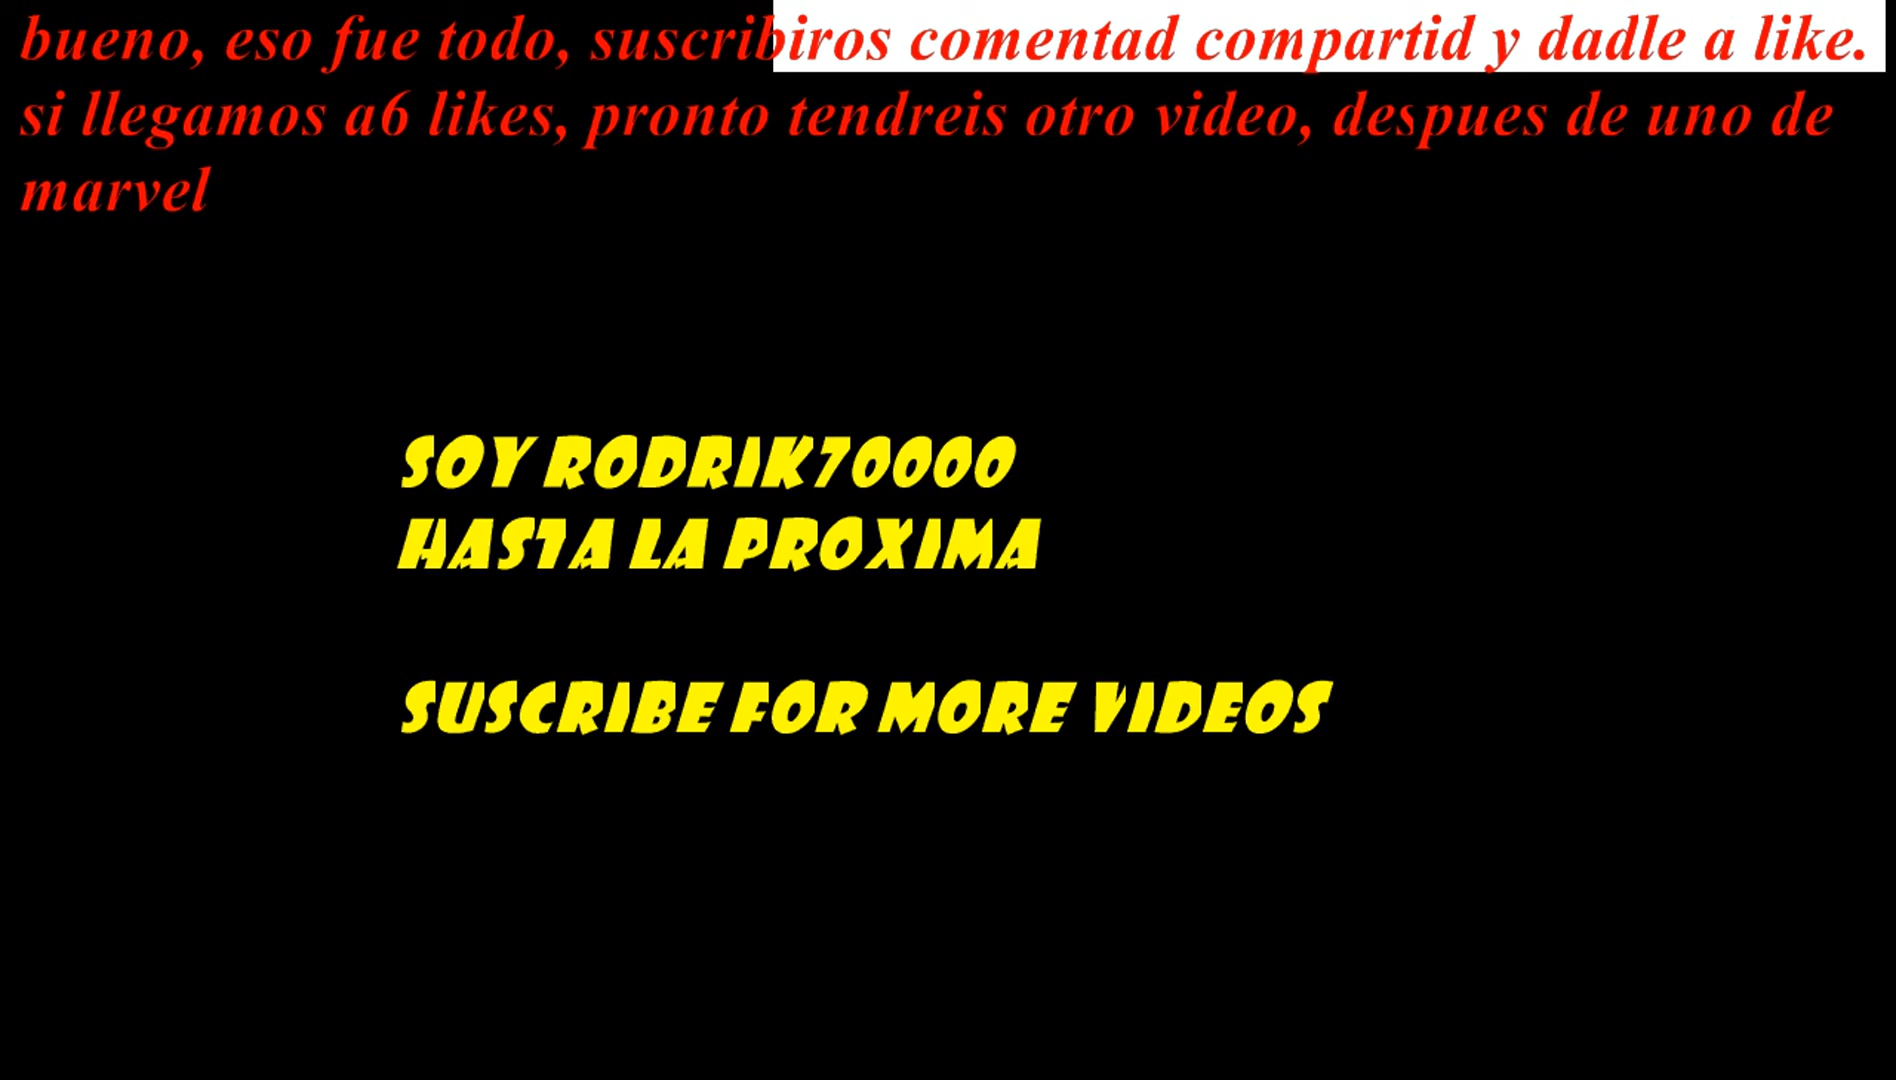 bueno, eso fue todo, suscribiros comentad compartid y dadle a like.
si llegamos a6 likes, pronto tendreis otro video, despues de uno de
marvel
SOY RODRIK70000
HASTA LA PROXIMA
SUSCRIBE FOR MORE VIDEOS